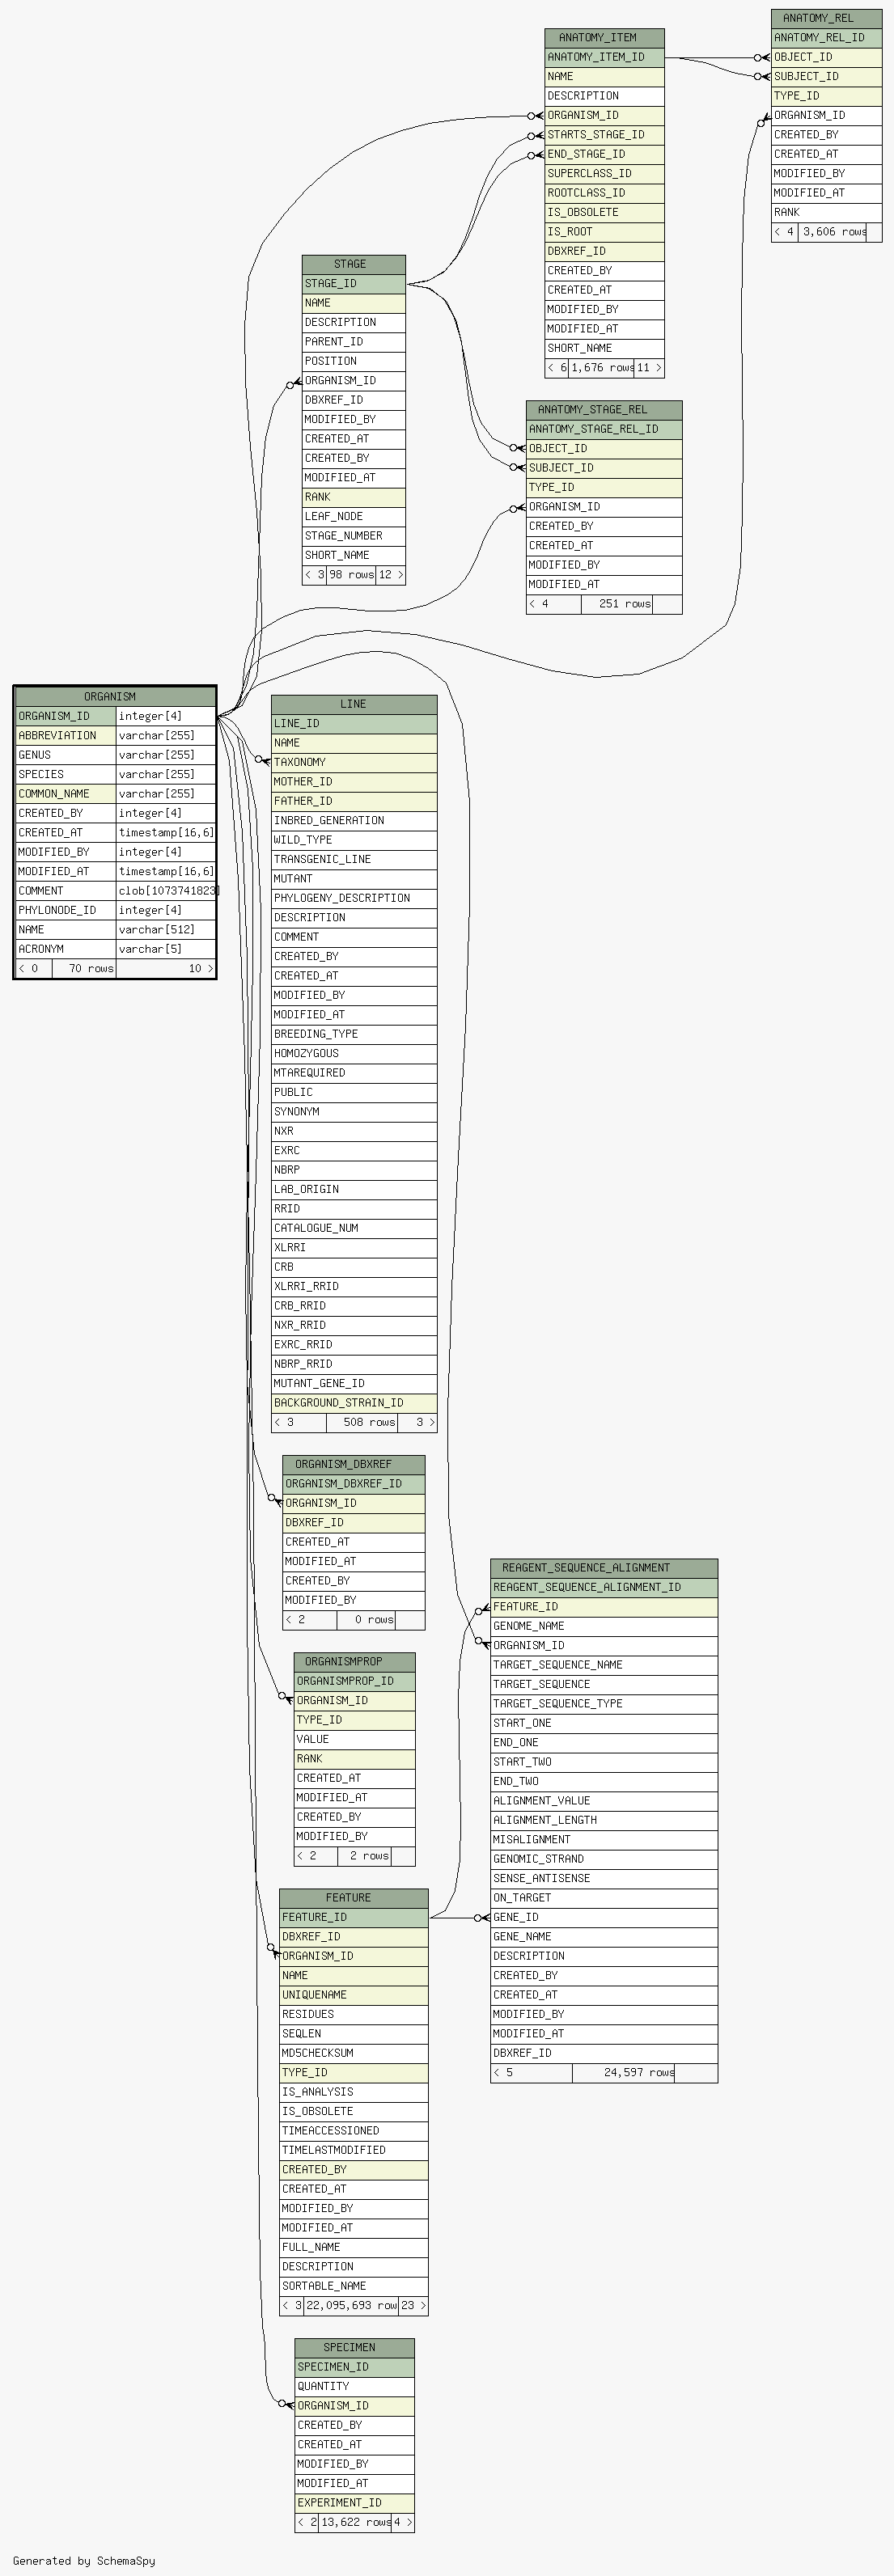 ANATOMY_REL
ANATOMY_REL_ID
OBJECT_ID
SUBJECT_ID
TYPE_ID
ORGANISM_ID
CREATED_BY
CREATED_AT
MODIFIED_BY
MODIFIED_AT
RANK
< 4 3,606 rows
ANATOMY_ITEM
ANATOMY_ITEM_ID
NAME
DESCRIPTION
ORGANISM_ID
STARTS_STAGE_ID
END_STAGE_ID
SUPERCLASS_ID
ROOTCLASS_ID
IS_OBSOLETE
IS_ROOT
DBXREF_ID
CREATED_BY
CREATED_AT
MODIFIED_BY
MODIFIED_AT
SHORT_NAME
< 6 1,676 rows 11 >
STAGE
STAGE_ID
NAME
DESCRIPTION
PARENT_ID
POSITION
ORGANISM_ID
DBXREF_ID
MODIFIED_BY
CREATED_AT
CREATED_BY
MODIFIED_AT
RANK
LEAF_NODE
STAGE_NUMBER
SHORT_NAME
< 3 98 rows 12 >
ANATOMY_STAGE_REL
ANATOMY_STAGE_REL_ID
OBJECT_ID
SUBJECT_ID
TYPE_ID
ORGANISM_ID
CREATED_BY
CREATED_AT
MODIFIED_BY
MODIFIED_AT
< 4 251 rows
ORGANISM
ORGANISM_ID integer[4]
ABBREVIATION varchar[255]
GENUS varchar[255]
SPECIES varchar[255]
COMMON_NAME varchar[255]
CREATED_BY integer[4]
CREATED_AT timestamp[16,6]
MODIFIED_BY integer[4]
MODIFIED_AT timestamp[16,6]
COMMENT clob[1073741823]
PHYLONODE_ID integer[4]
NAME varchar[512]
ACRONYM varchar[5]
< 0 70 rows 10 >
LINE
LINE_ID
NAME
TAXONOMY
MOTHER_ID
FATHER_ID
INBRED_GENERATION
WILD_TYPE
TRANSGENIC_LINE
MUTANT
PHYLOGENY_DESCRIPTION
DESCRIPTION
COMMENT
CREATED_BY
CREATED_AT
MODIFIED_BY
MODIFIED_AT
BREEDING_TYPE
HOMOZYGOUS
MTAREQUIRED
PUBLIC
SYNONYM
NXR
EXRC
NBRP
LAB_ORIGIN
RRID
CATALOGUE_NUM
XLRRI
CRB
XLRRI_RRID
CRB_RRID
NXR_RRID
EXRC_RRID
NBRP_RRID
MUTANT_GENE_ID
BACKGROUND_STRAIN_ID
< 3 508 rows 3 >
ORGANISM_DBXREF
ORGANISM_DBXREF_ID
ORGANISM_ID
DBXREF_ID
CREATED_AT
MODIFIED_AT
CREATED_BY
MODIFIED_BY
< 2 0 rows
REAGENT_SEQUENCE_ALIGNMENT
REAGENT_SEQUENCE_ALIGNMENT_ID
FEATURE_ID
GENOME_NAME
ORGANISM_ID
TARGET_SEQUENCE_NAME
TARGET_SEQUENCE
TARGET_SEQUENCE_TYPE
START_ONE
END_ONE
START_TWO
END_TWO
ALIGNMENT_VALUE
ALIGNMENT_LENGTH
MISALIGNMENT
GENOMIC_STRAND
SENSE_ANTISENSE
ON_TARGET
GENE_ID
GENE_NAME
DESCRIPTION
CREATED_BY
CREATED_AT
MODIFIED_BY
MODIFIED_AT
DBXREF_ID
< 5 24,597 rows
ORGANISMPROP
ORGANISMPROP_ID
ORGANISM_ID
TYPE_ID
VALUE
RANK
CREATED_AT
MODIFIED_AT
CREATED_BY
MODIFIED_BY
< 2 2 rows
FEATURE
FEATURE_ID
DBXREF_ID
ORGANISM_ID
NAME
UNIQUENAME
RESIDUES
SEQLEN
MD5CHECKSUM
TYPE_ID
IS_ANALYSIS
IS_OBSOLETE
TIMEACCESSIONED
TIMELASTMODIFIED
CREATED_BY
CREATED_AT
MODIFIED_BY
MODIFIED_AT
FULL_NAME
DESCRIPTION
SORTABLE_NAME
< 3 22,095,693 row 23 >
SPECIMEN
SPECIMEN_ID
QUANTITY
ORGANISM_ID
CREATED_BY
CREATED_AT
MODIFIED_BY
MODIFIED_AT
EXPERIMENT_ID
< 2 13,622 rows 4 >
Generated by SchemaSpy